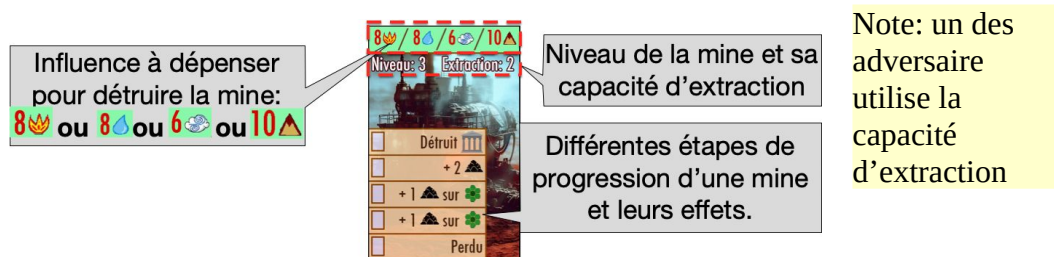 Influence à dépenser
pour détruire la mine:
8 ou 8 ou 6 ou 10
8/8/6/10
Niveau: 3 Extraction: 2
Détruit
+ 2
+ 1 sur
+ 1 sur
Perdu
Niveau de la mine et sa
capacité d’extraction
Différentes étapes de
progression d’une mine
et leurs effets.
Note: un des
adversaire
utilise la
capacité
d’extraction